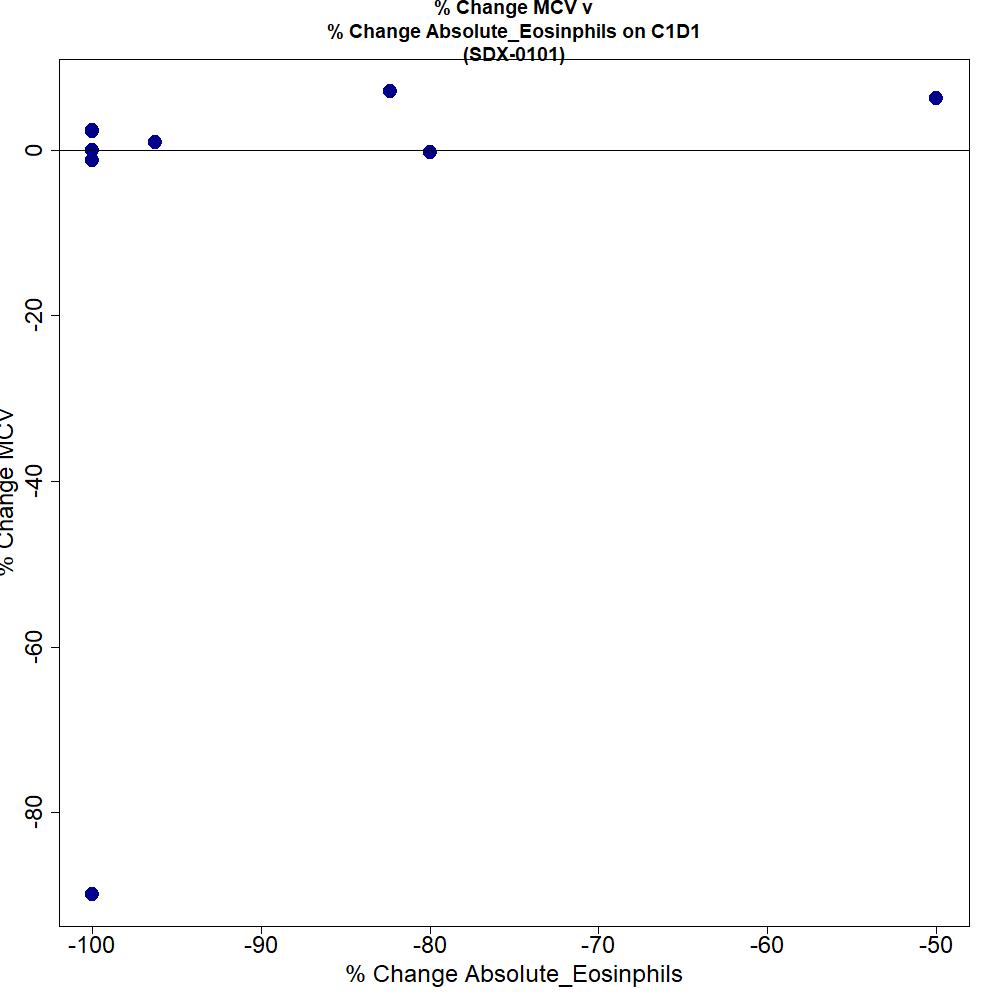 % Change MCV v
% Change Absolute_Eosinphils on C1D1
(SDX-0101)
0
-20
-40
-60
-80
% Change MCV
-100
-90
-80
-70
-60
-50
% Change Absolute_Eosinphils